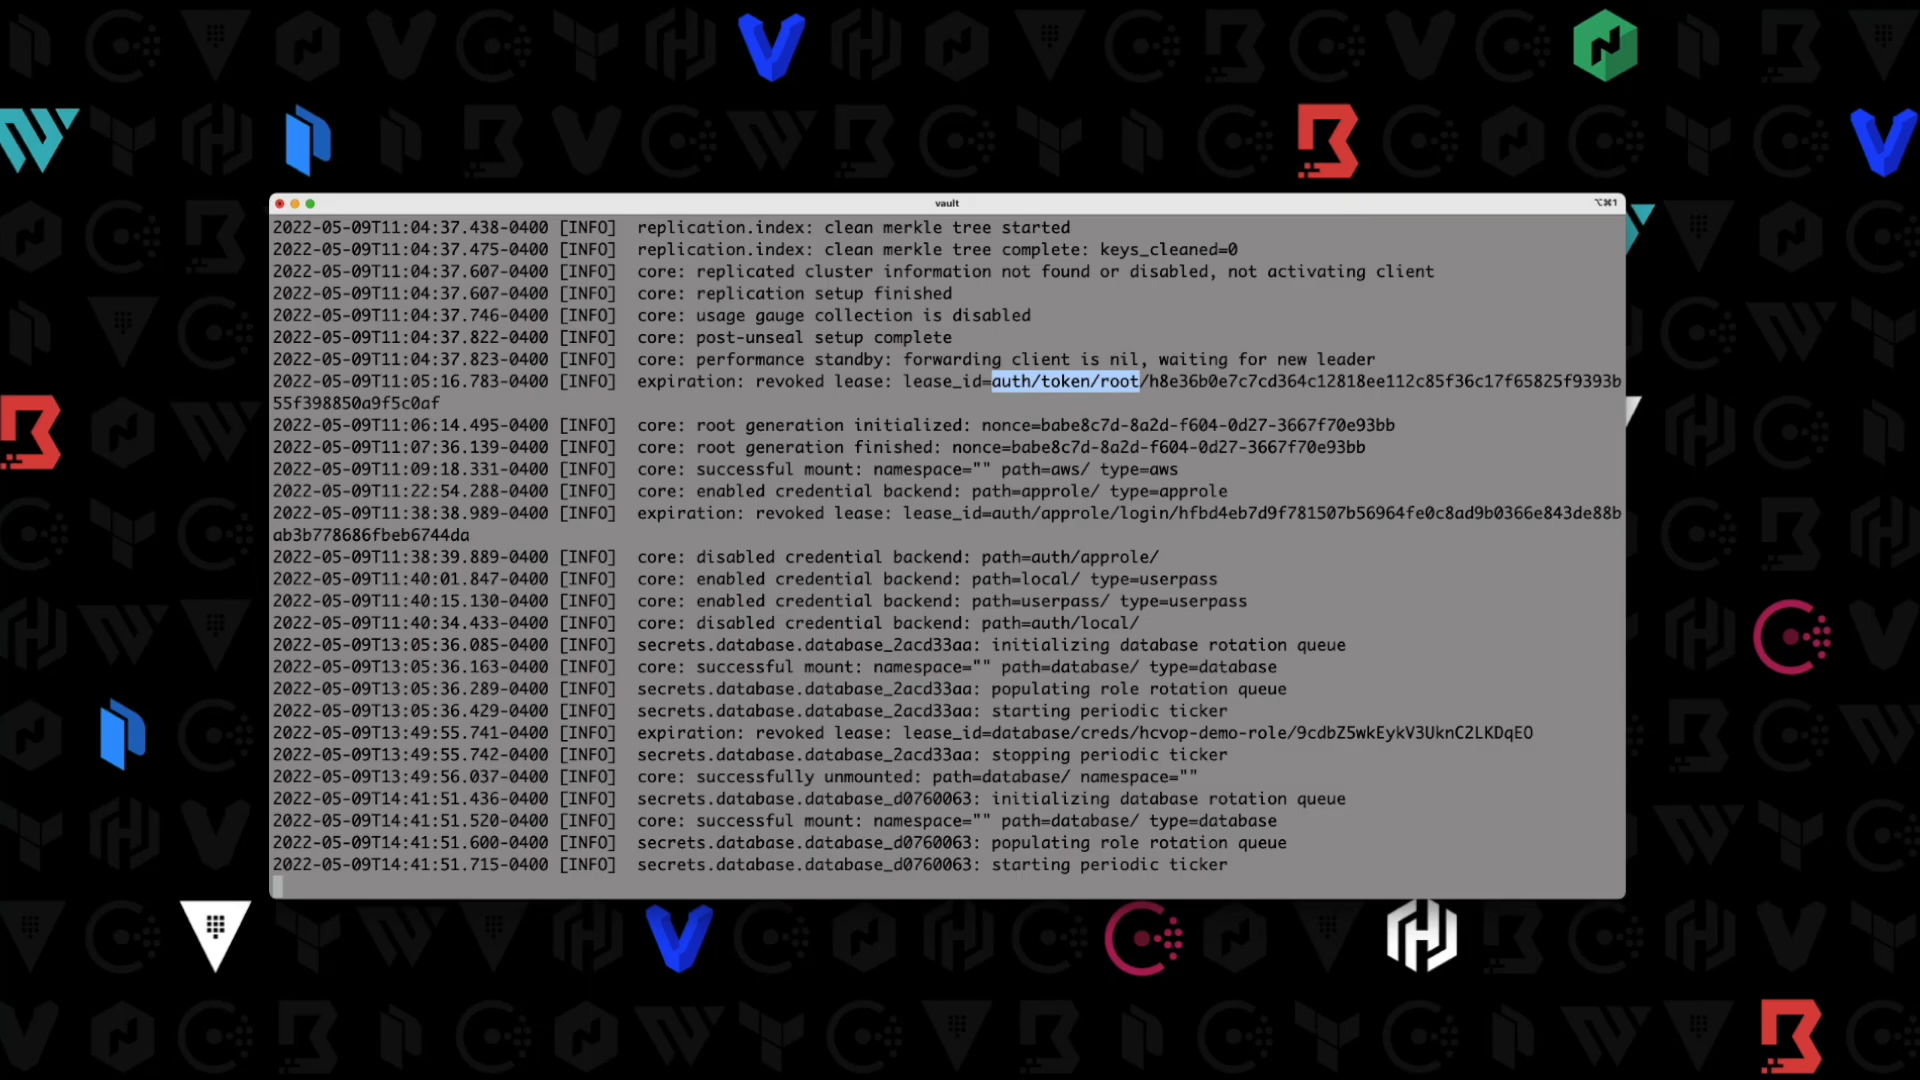 vault
⌥⌘1
2022-05-09T11:04:37.438-0400 [INFO]  replication.index: clean merkle tree started
2022-05-09T11:04:37.475-0400 [INFO]  replication.index: clean merkle tree complete: keys_cleaned=0
2022-05-09T11:04:37.607-0400 [INFO]  core: replicated cluster information not found or disabled, not activating client
2022-05-09T11:04:37.607-0400 [INFO]  core: replication setup finished
2022-05-09T11:04:37.746-0400 [INFO]  core: usage gauge collection is disabled
2022-05-09T11:04:37.822-0400 [INFO]  core: post-unseal setup complete
2022-05-09T11:04:37.823-0400 [INFO]  core: performance standby: forwarding client is nil, waiting for new leader
2022-05-09T11:05:16.783-0400 [INFO]  expiration: revoked lease: lease_id=auth/token/root/h8e36b0e7c7cd364c12818ee112c85f36c17f65825f9393b
55f398850a9f5c0af
2022-05-09T11:06:14.495-0400 [INFO]  core: root generation initialized: nonce=babe8c7d-8a2d-f604-0d27-3667f70e93bb
2022-05-09T11:07:36.139-0400 [INFO]  core: root generation finished: nonce=babe8c7d-8a2d-f604-0d27-3667f70e93bb
2022-05-09T11:09:18.331-0400 [INFO]  core: successful mount: namespace="" path=aws/ type=aws
2022-05-09T11:22:54.288-0400 [INFO]  core: enabled credential backend: path=approle/ type=approle
2022-05-09T11:38:38.989-0400 [INFO]  expiration: revoked lease: lease_id=auth/approle/login/hfbd4eb7d9f781507b56964fe0c8ad9b0366e843de88b
ab3b778686fbeb6744da
2022-05-09T11:38:39.889-0400 [INFO]  core: disabled credential backend: path=auth/approle/
2022-05-09T11:40:01.847-0400 [INFO]  core: enabled credential backend: path=local/ type=userpass
2022-05-09T11:40:15.130-0400 [INFO]  core: enabled credential backend: path=userpass/ type=userpass
2022-05-09T11:40:34.433-0400 [INFO]  core: disabled credential backend: path=auth/local/
2022-05-09T13:05:36.085-0400 [INFO]  secrets.database.database_2acd33aa: initializing database rotation queue
2022-05-09T13:05:36.163-0400 [INFO]  core: successful mount: namespace="" path=database/ type=database
2022-05-09T13:05:36.289-0400 [INFO]  secrets.database.database_2acd33aa: populating role rotation queue
2022-05-09T13:05:36.429-0400 [INFO]  secrets.database.database_2acd33aa: starting periodic ticker
2022-05-09T13:49:55.741-0400 [INFO]  expiration: revoked lease: lease_id=database/creds/hcvop-demo-role/9cdbZ5wkEykV3UknC2LKDqEO
2022-05-09T13:49:55.742-0400 [INFO]  secrets.database.database_2acd33aa: stopping periodic ticker
2022-05-09T13:49:56.037-0400 [INFO]  core: successfully unmounted: path=database/ namespace=""
2022-05-09T14:41:51.436-0400 [INFO]  secrets.database.database_d0760063: initializing database rotation queue
2022-05-09T14:41:51.520-0400 [INFO]  core: successful mount: namespace="" path=database/ type=database
2022-05-09T14:41:51.600-0400 [INFO]  secrets.database.database_d0760063: populating role rotation queue
2022-05-09T14:41:51.715-0400 [INFO]  secrets.database.database_d0760063: starting periodic ticker